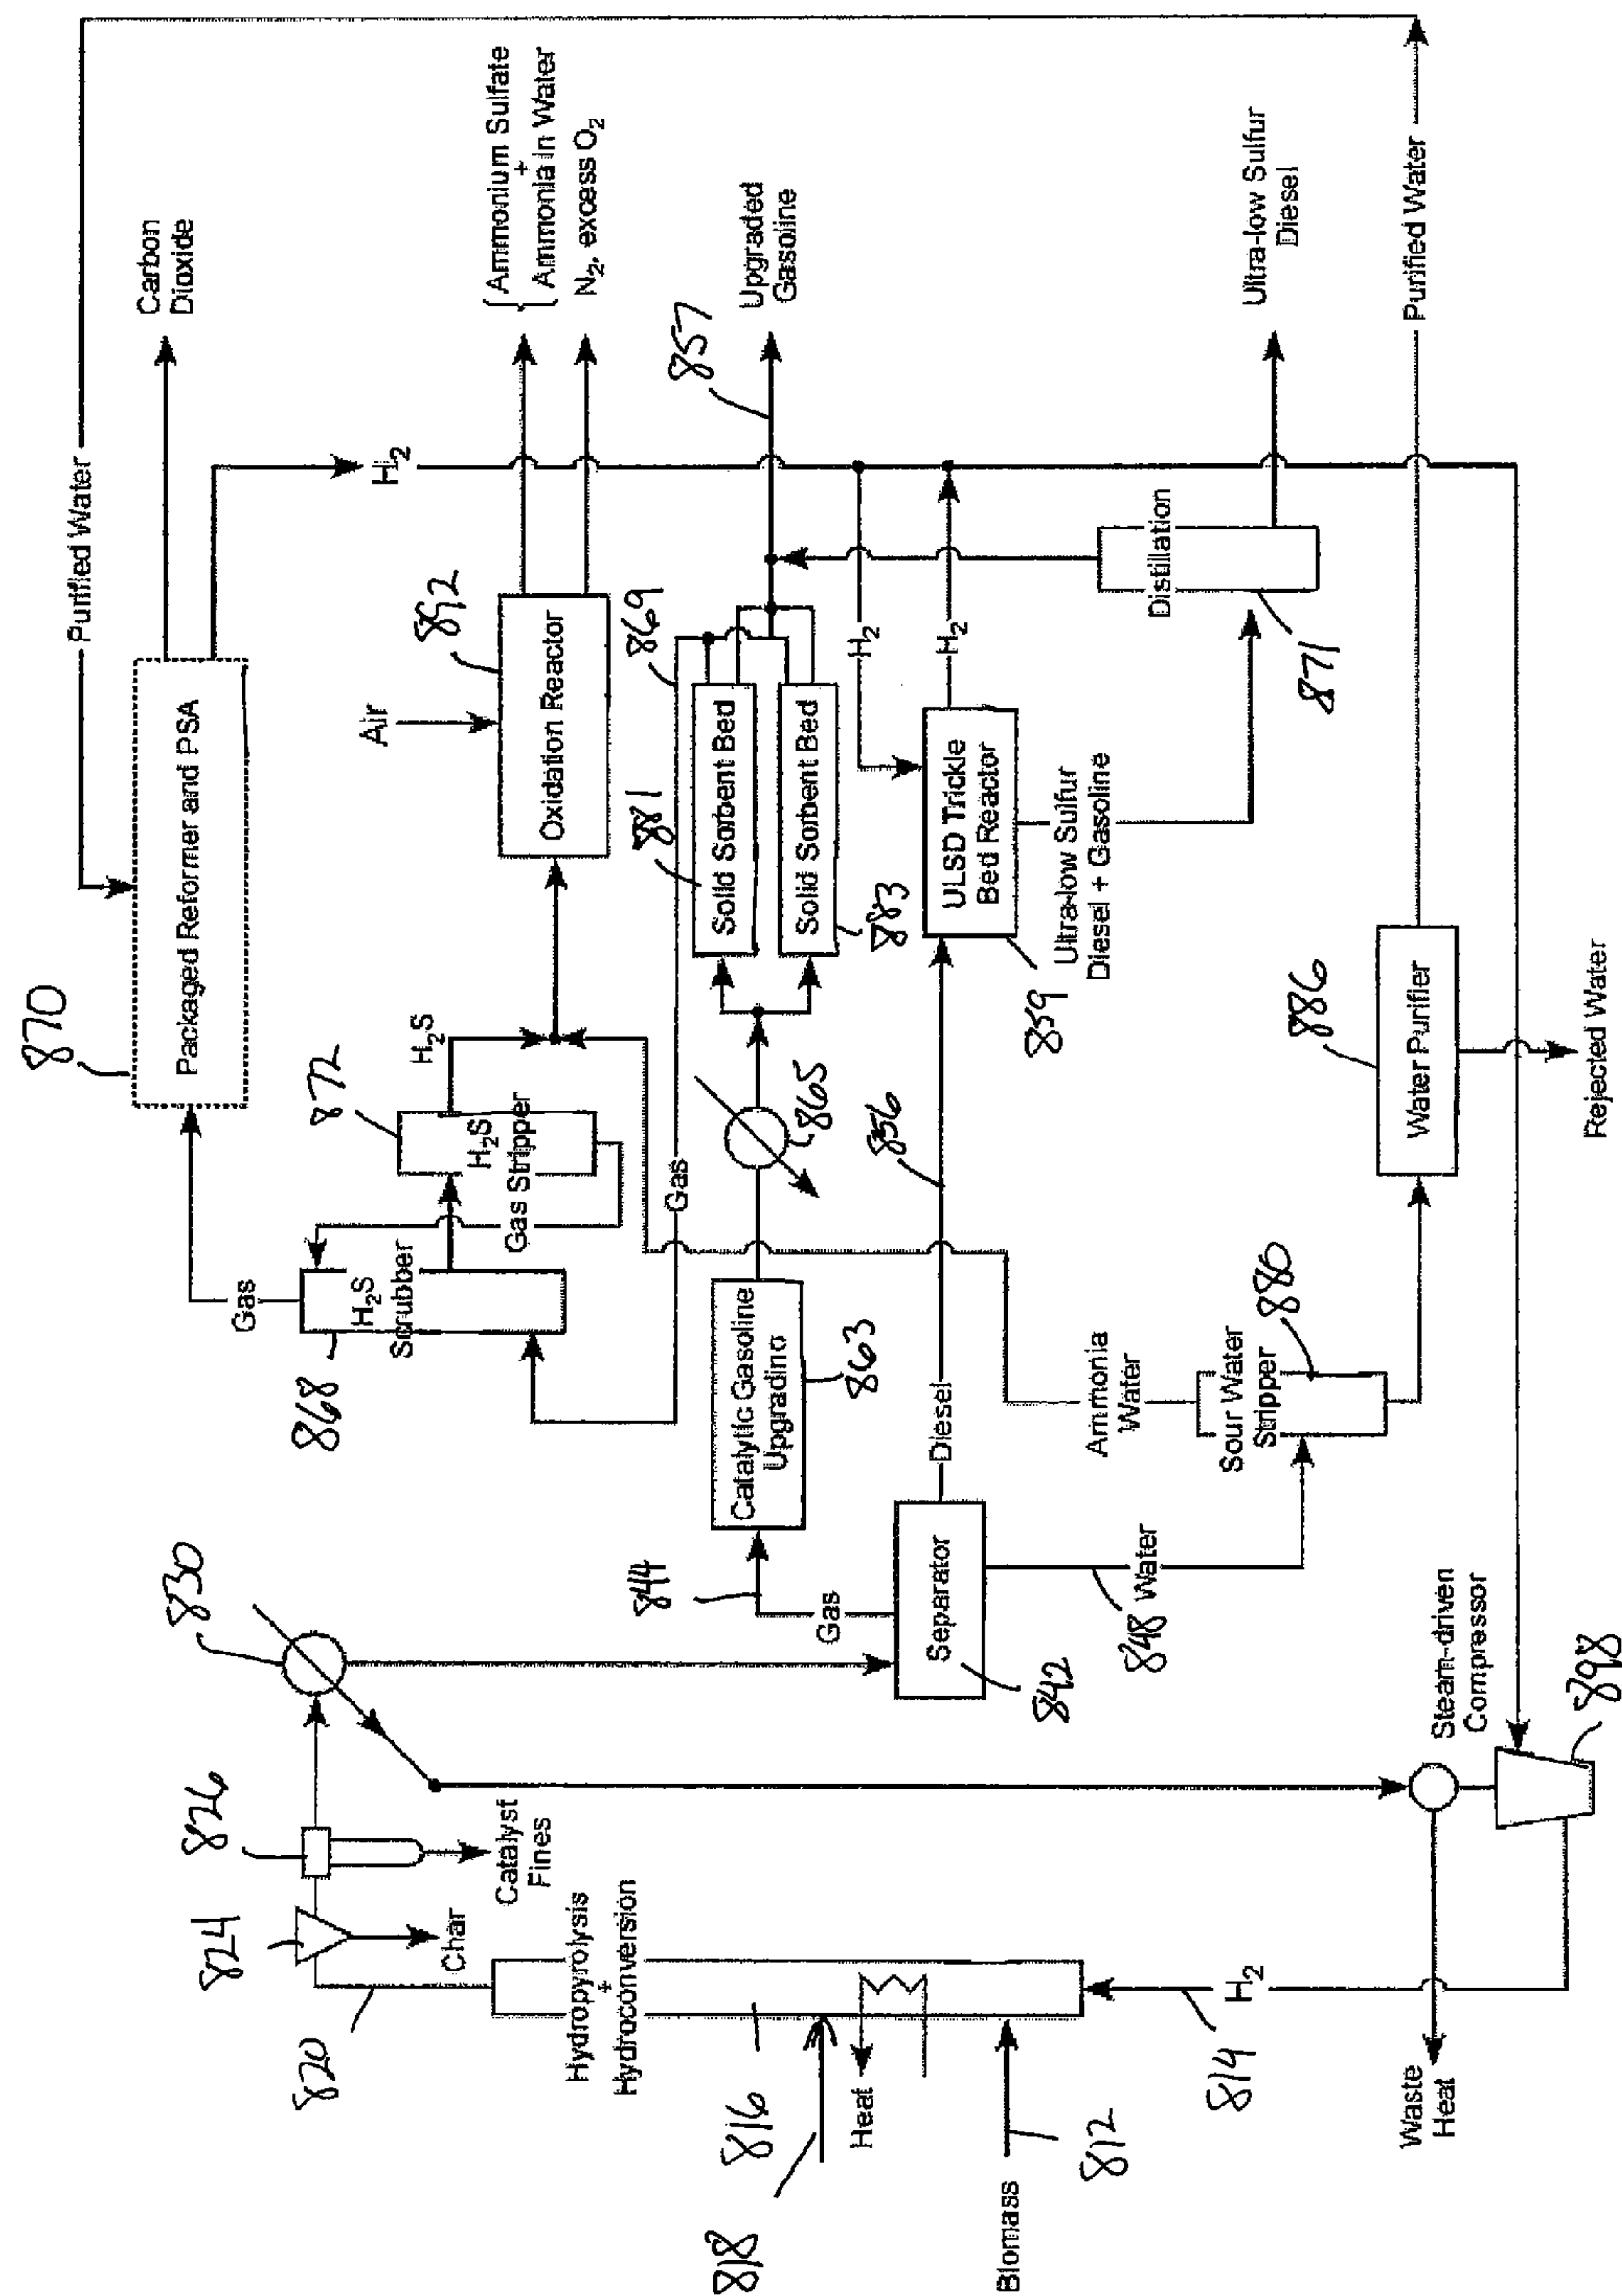 Purified Water
870
Packaged Reformer and PSA
Carbon
Dioxide
Gas
H₂S
Scrubber
868
872
H₂S
Gas Stripper
H₂S
Air
Oxidation Reactor
892
H₂
{Ammonium Sulfate
+
Ammonia in Water
N₂, excess O₂
830
826
824
820
Char
Catalyst
Fines
Hydropyrolysis
+
Hydroconversion
816
818
Heat
Biomass
812
814
H₂
844
Gas
Catalytic Gasoline
Upgradino
863
865
Gas
869
881
Solid Sorbent Bed
Solid Sorbent Bed
883
857
Upgraded
Gasoline
Separator
842
Diesel
856
ULSD Trickle
Bed Reactor
859
H₂
H₂
Ultra-low Sulfur
Diesel + Gasoline
Distillation
871
Ultra-low Sulfur
Diesel
848
Water
Ammonia
Water
Sour Water
Stripper
880
Water Purifier
886
Purified Water
Rejected Water
Steam-driven
Compressor
898
Waste
Heat